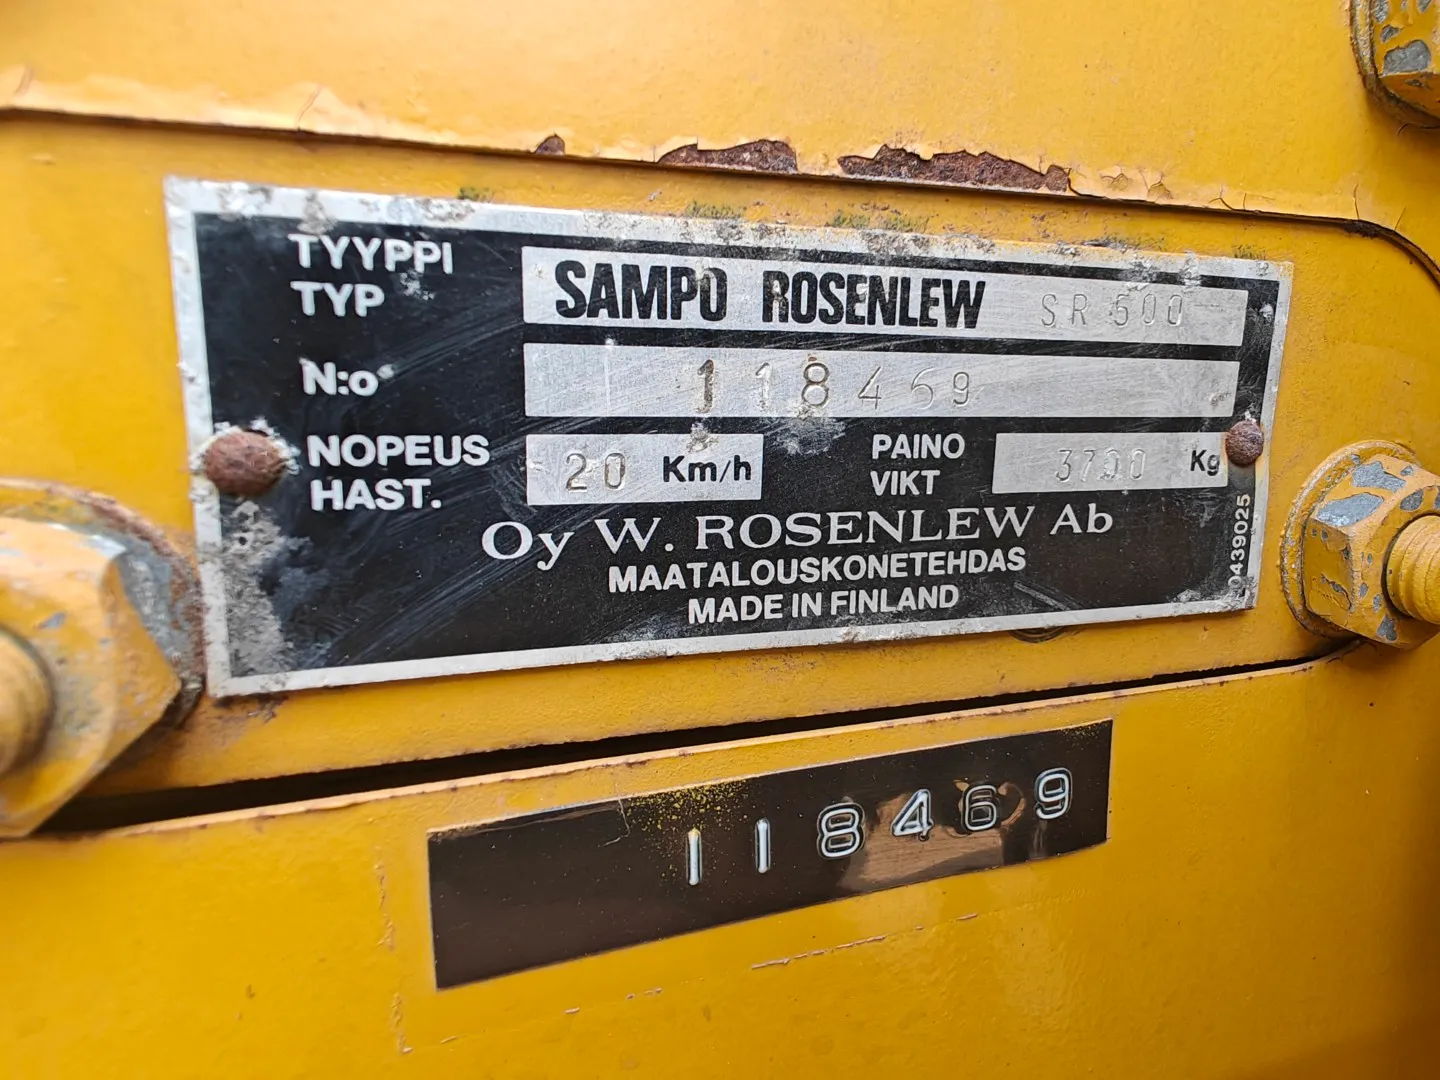 TYYPPI
TYP
SAMPO ROSENLEW SR 500
N:o 118469
NOPEUS
HAST.
20 Km/h
PAINO
VIKT
3700 Kg
Oy W. ROSENLEW Ab
MAATALOUSKONETEHDAS
MADE IN FINLAND
0439025
118469